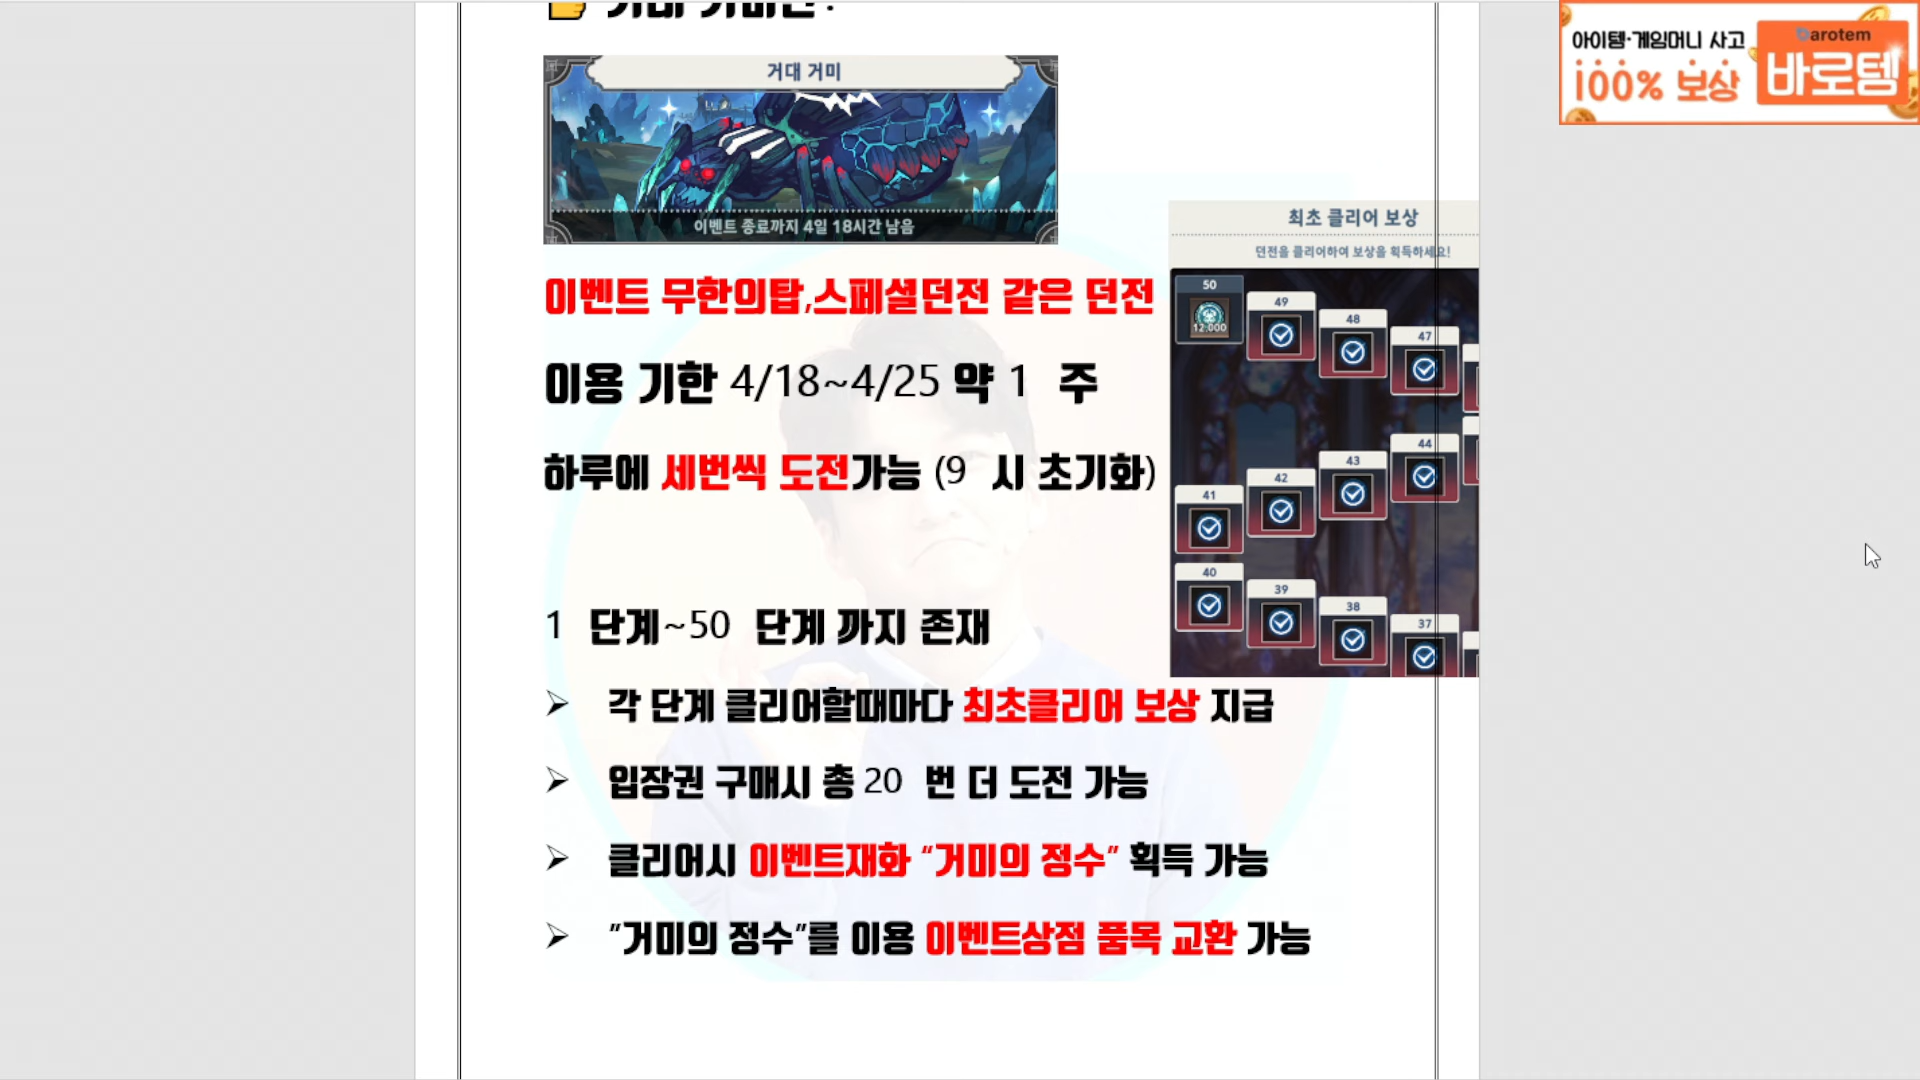 거대 거미란?
아이템·게임머니 사고
100% 보상
barotem
바로템
거대 거미
이벤트 종료까지 4일 18시간 남음
이벤트 무한의탑,스페셜던전 같은 던전
이용 기한 4/18~4/25 약 1 주
하루에 세번씩 도전가능 (9 시 초기화)
최초 클리어 보상
던전을 클리어하여 보상을 획득하세요!
50
12,000
49
48
47
44
43
42
41
40
39
38
37
1 단계~50 단계 까지 존재
➢ 각 단계 클리어할때마다 최초클리어 보상 지급
➢ 입장권 구매시 총 20 번 더 도전 가능
➢ 클리어시 이벤트재화 “거미의 정수” 획득 가능
➢ ”거미의 정수”를 이용 이벤트상점 품목 교환 가능